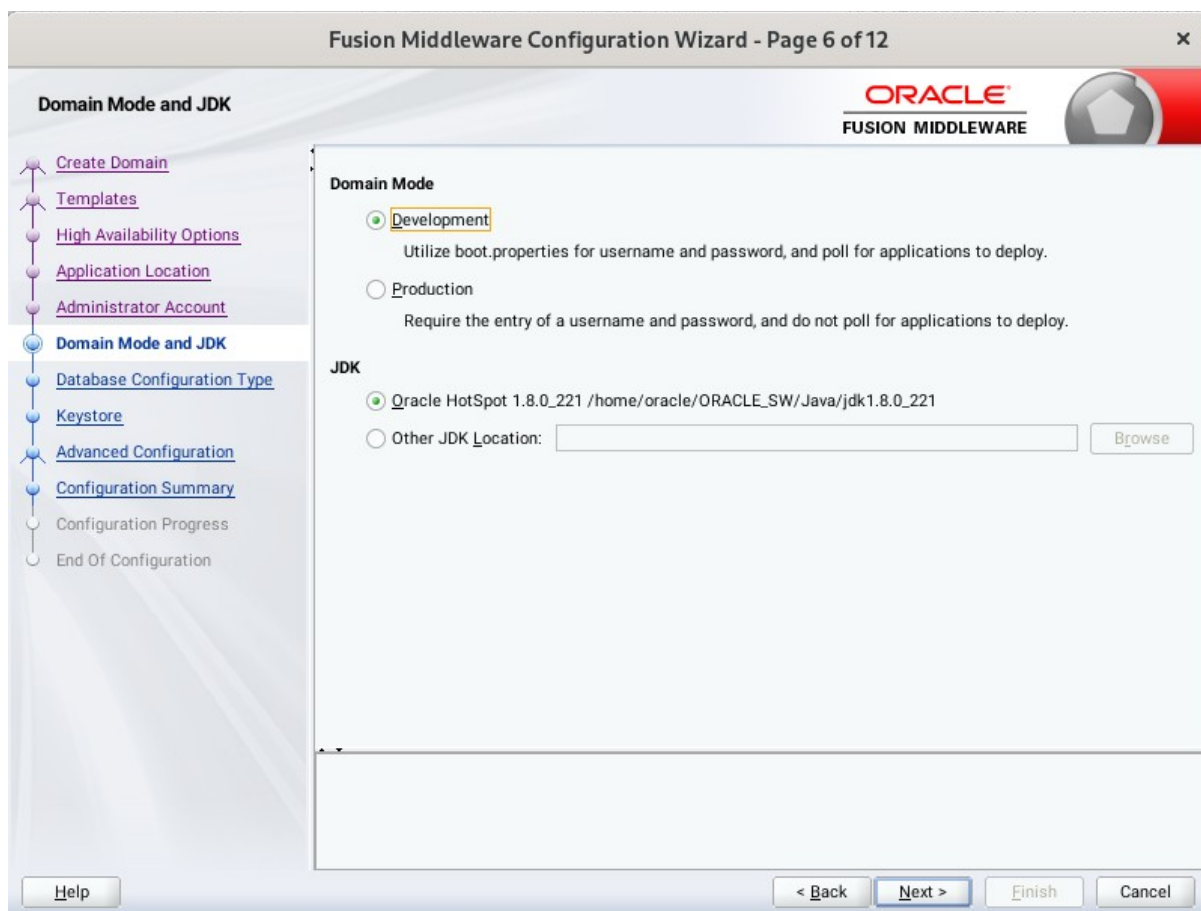 Fusion Middleware Configuration Wizard - Page 6 of 12
×
Domain Mode and JDK
ORACLE
FUSION MIDDLEWARE
Create Domain
Templates
High Availability Options
Application Location
Administrator Account
Domain Mode and JDK
Database Configuration Type
Keystore
Advanced Configuration
Configuration Summary
Configuration Progress
End Of Configuration
Domain Mode
Development
Utilize boot.properties for username and password, and poll for applications to deploy.
Production
Require the entry of a username and password, and do not poll for applications to deploy.
JDK
Oracle HotSpot 1.8.0_221 /home/oracle/ORACLE_SW/Java/jdk1.8.0_221
Other JDK Location:
Browse
Help
< Back
Next >
Finish
Cancel